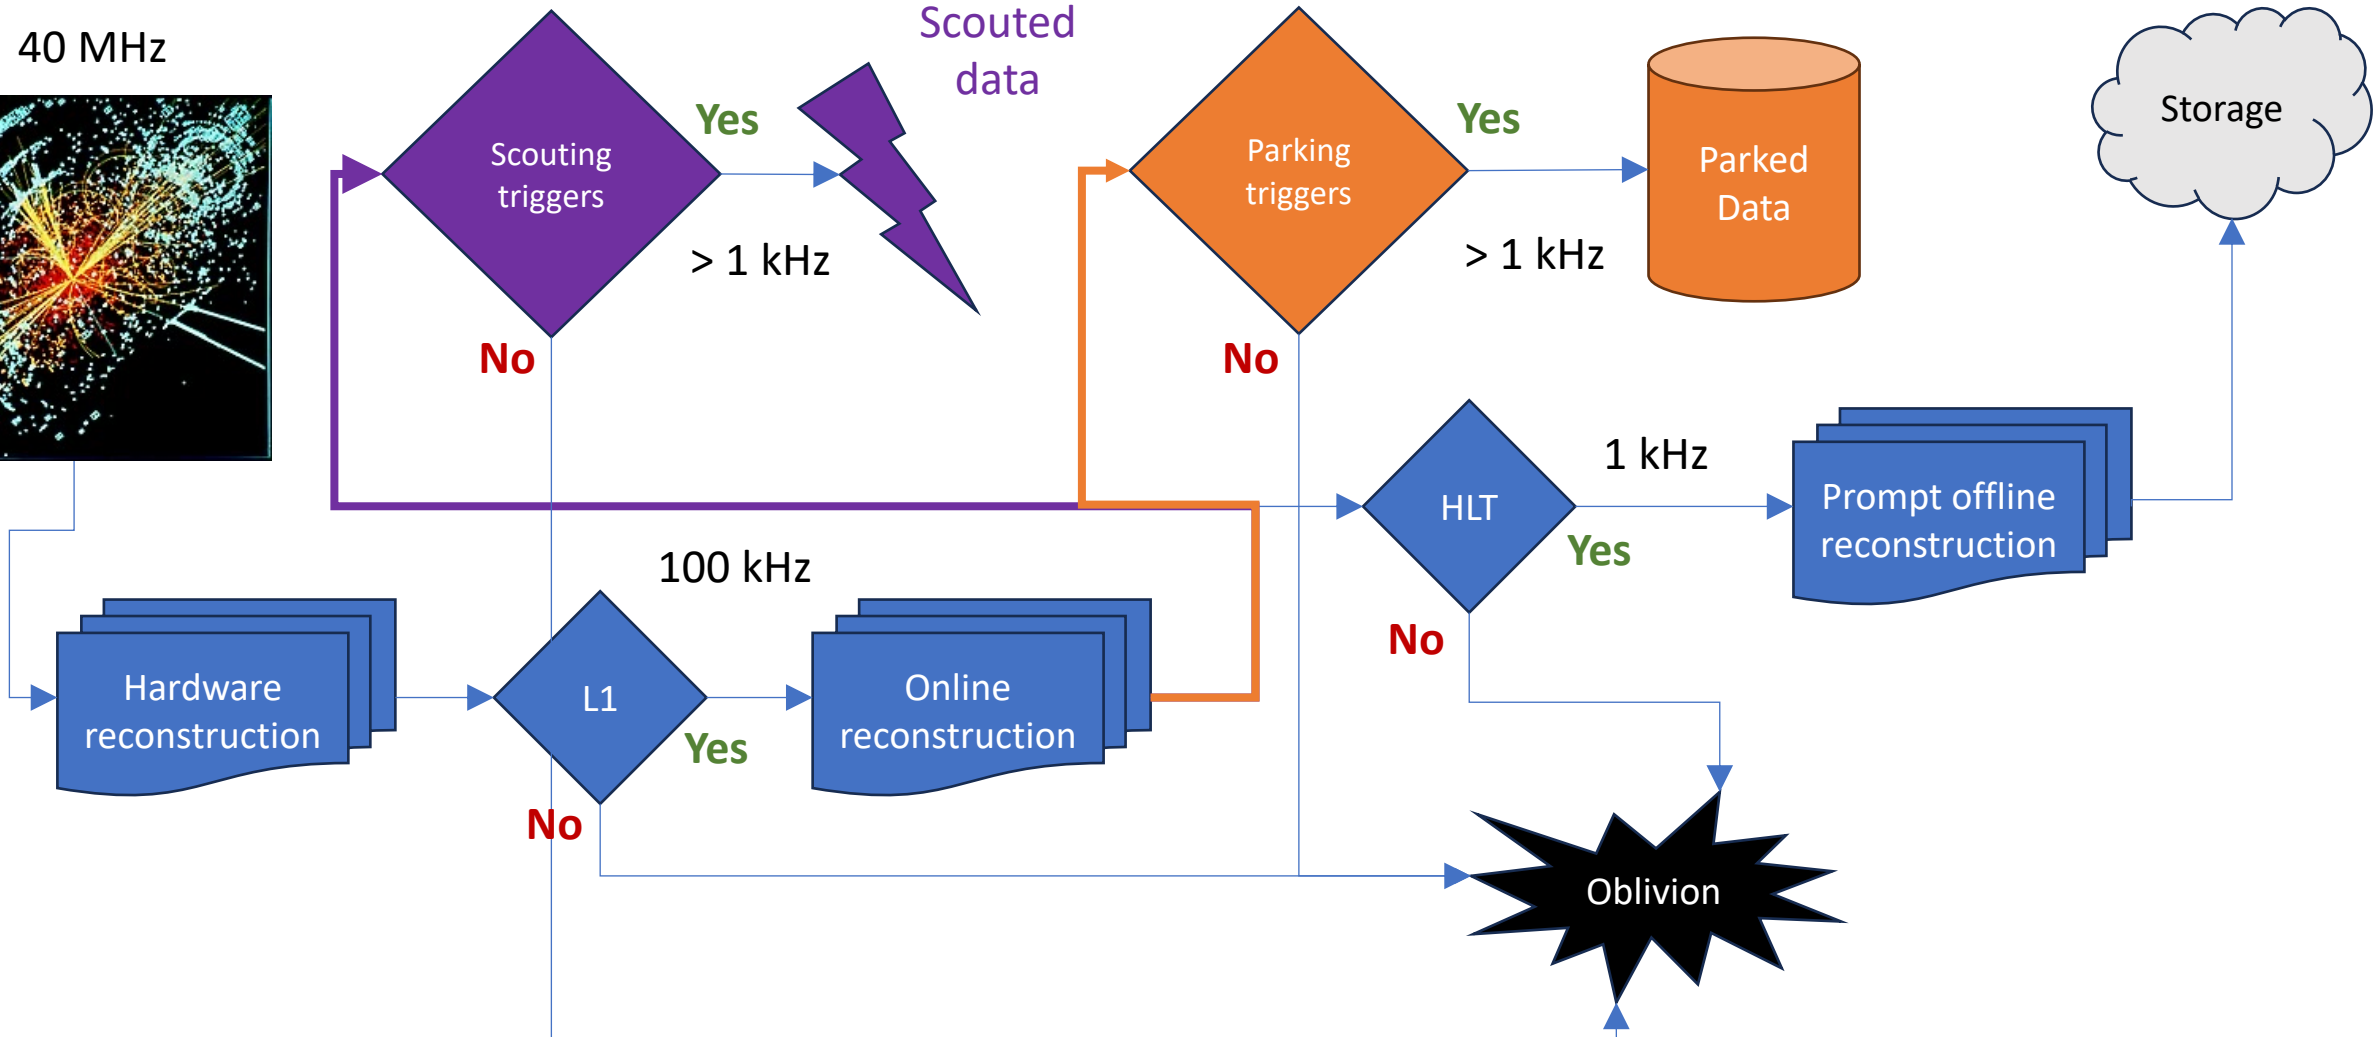 40 MHz
Scouted
data
Scouting
triggers
Yes
> 1 kHz
No
Parking
triggers
Yes
> 1 kHz
No
Parked
Data
Storage
HLT
1 kHz
Yes
No
Prompt offline
reconstruction
100 kHz
Hardware
reconstruction
L1
Yes
No
Online
reconstruction
Oblivion